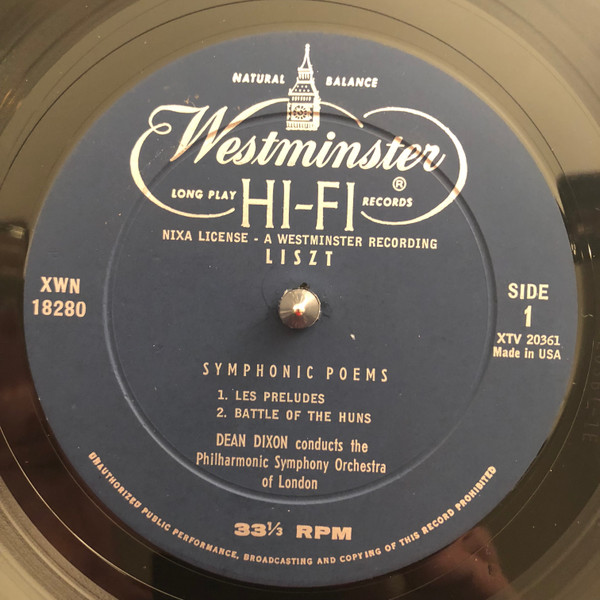 NATURAL BALANCE
Westminster
LONG PLAY HI-FI RECORDS ®
NIXA LICENSE - A WESTMINSTER RECORDING
LISZT
XWN
18280
SIDE
1
XTV 20361
Made in USA
SYMPHONIC POEMS
1. LES PRELUDES
2. BATTLE OF THE HUNS
DEAN DIXON conducts the
Philharmonic Symphony Orchestra
of London
33⅓ RPM
UNAUTHORIZED PUBLIC PERFORMANCE, BROADCASTING AND COPYING OF THIS RECORD PROHIBITED